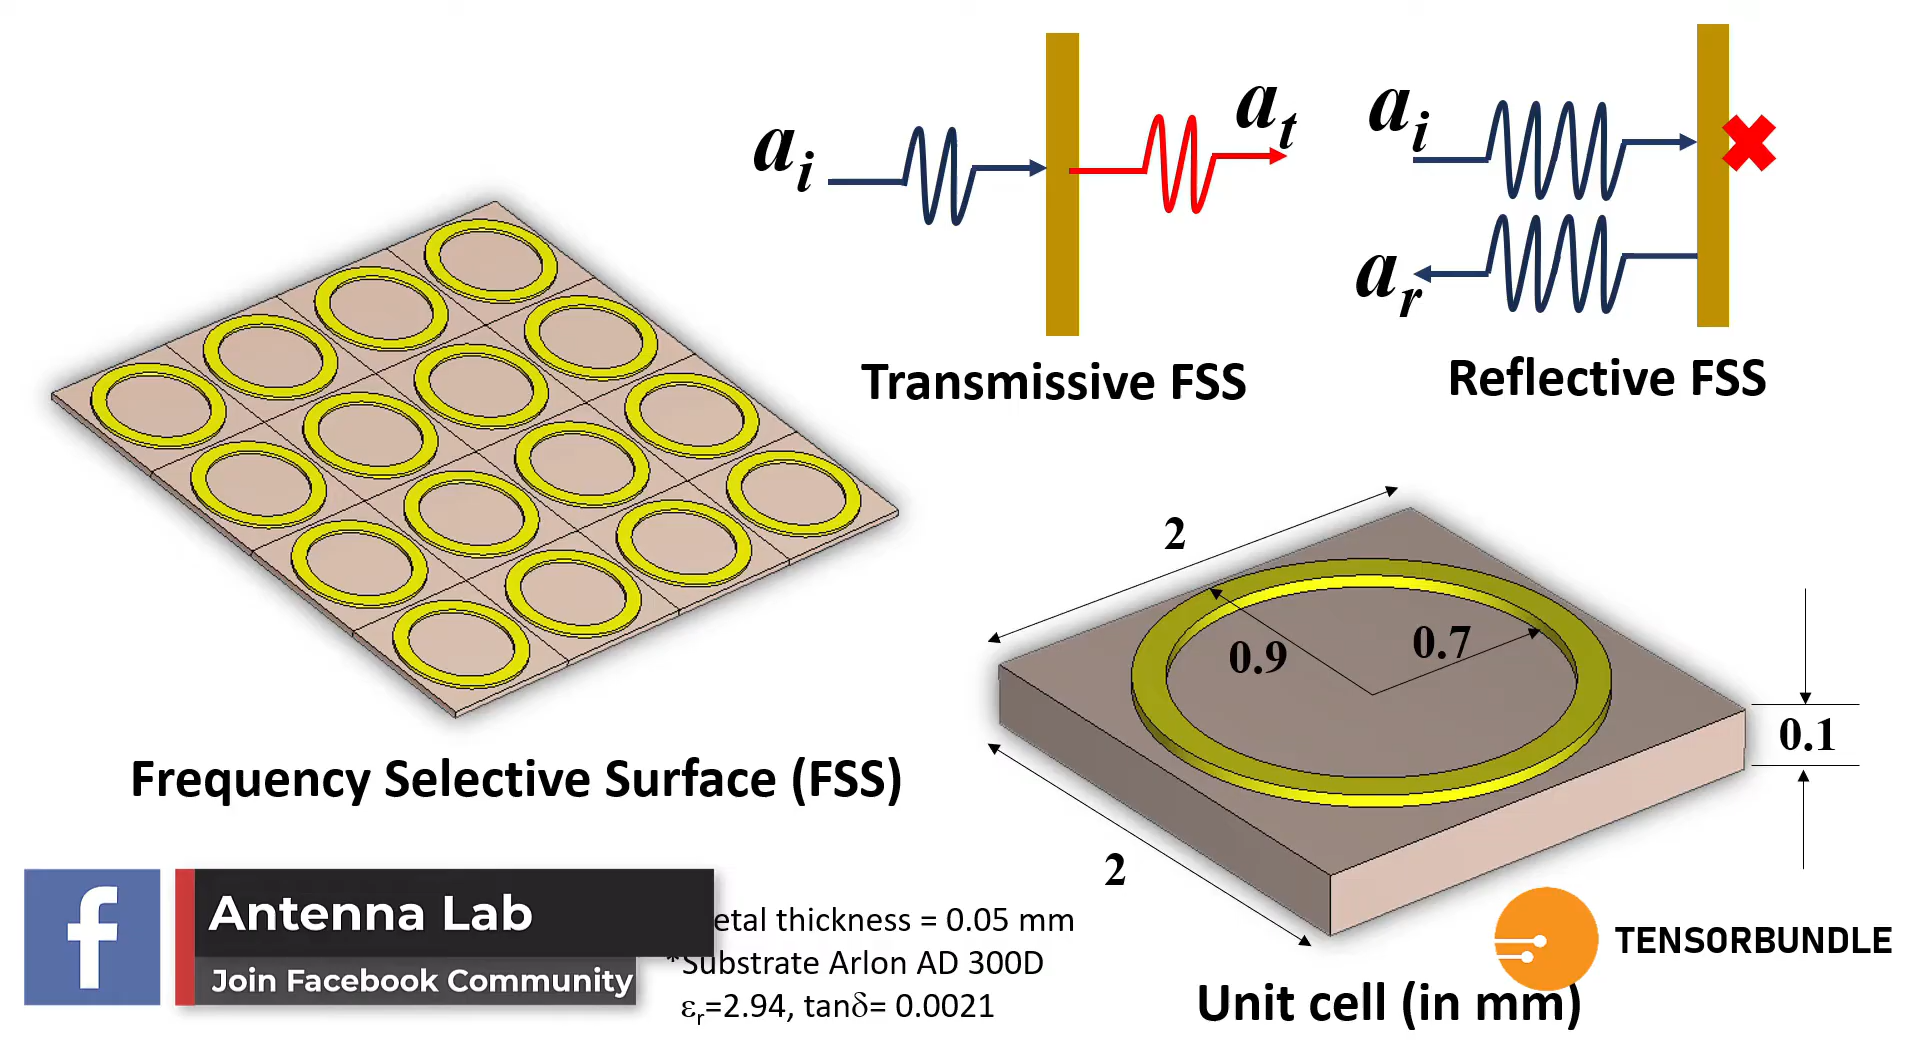 a_i
a_t
Transmissive FSS
a_i
a_r
Reflective FSS
Frequency Selective Surface (FSS)
2
0.9
0.7
0.1
2
Unit cell (in mm)
thickness = 0.05 mm
*Substrate Arlon AD 300D
ε_r=2.94, tanδ= 0.0021
f
Antenna Lab
Join Facebook Community
TENSORBUNDLE